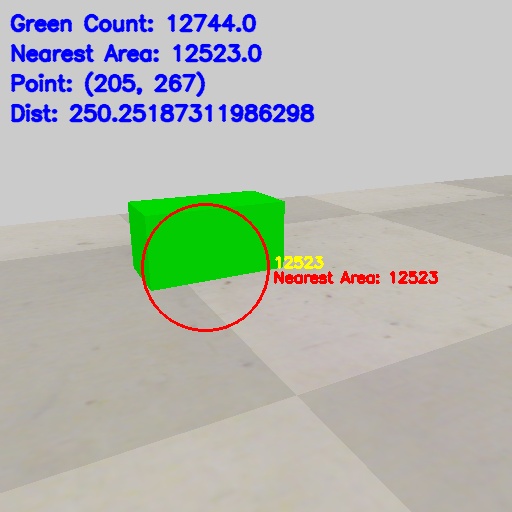 Green Count: 12744.0
Nearest Area: 12523.0
Point: (205, 267)
Dist: 250.25187311986298
12523
Nearest Area: 12523